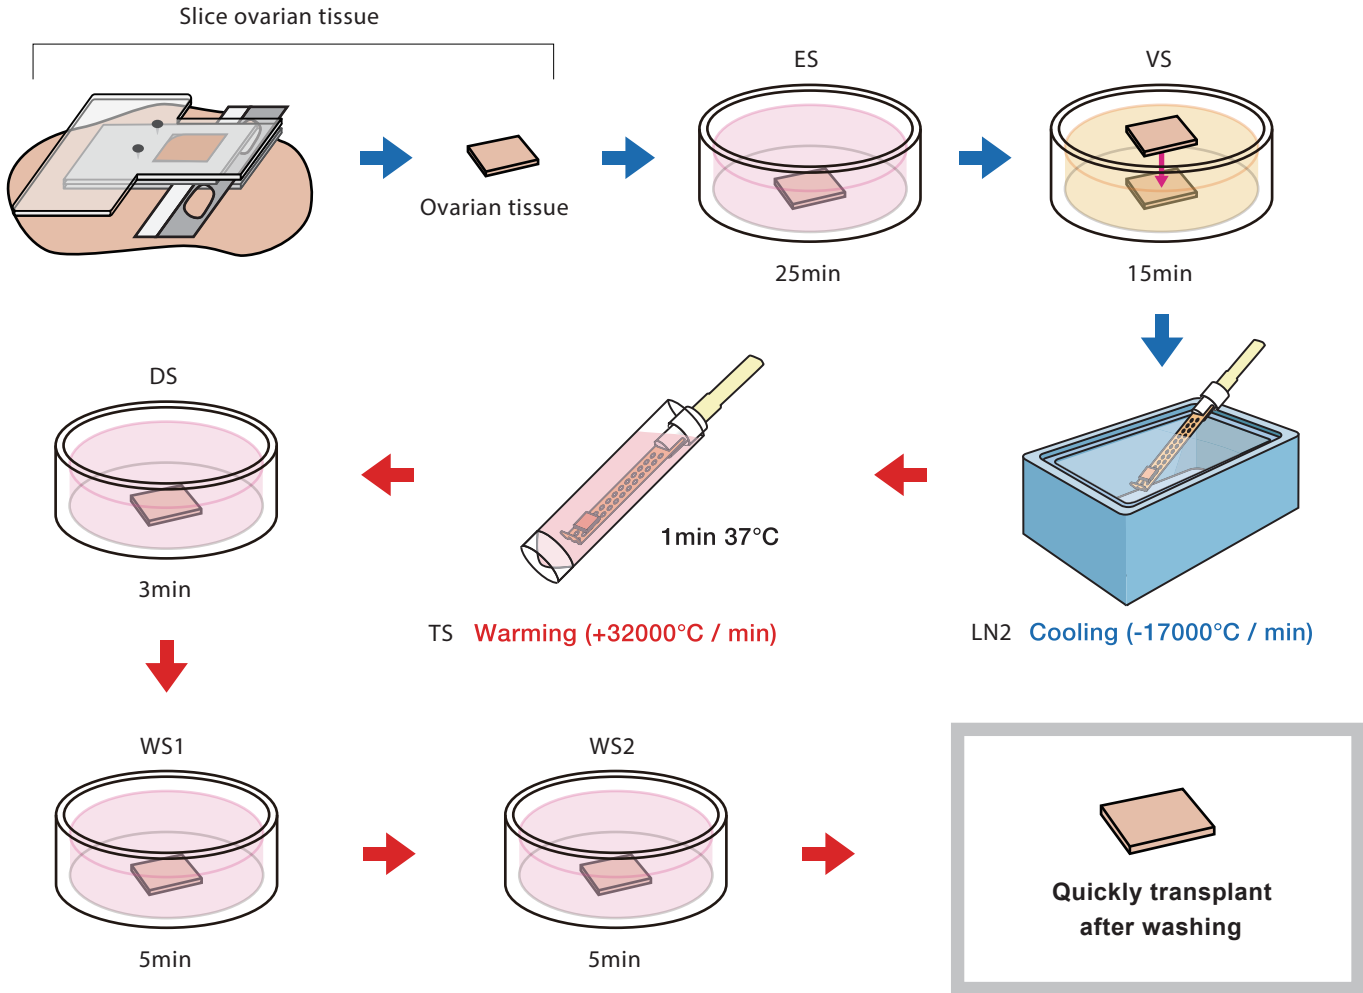 Slice ovarian tissue
Ovarian tissue
ES
25min
VS
15min
LN2 Cooling (-17000°C / min)
1min 37°C
TS Warming (+32000°C / min)
DS
3min
WS1
5min
WS2
5min
Quickly transplant
after washing